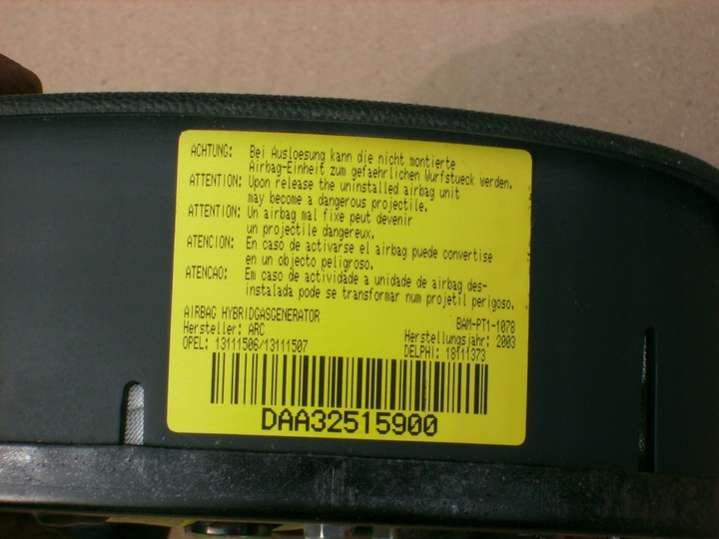 ACHTUNG: Bei Ausloesung kann die nicht montierte
Airbag-Einheit zum gefaehrlichen Wurfstueck werden.
ATTENTION: Upon release the uninstalled airbag unit
may become a dangerous projectile.
ATTENTION: Un airbag mal fixe peut devenir
un projectile dangereux.
ATENCION: En caso de activarse el airbag puede convertise
en un objecto peligroso.
ATENCAO: Em caso de actividade a unidade de airbag des-
instalada pode se transformar num projetil perigoso.
AIRBAG HYBRIDGASGENERATOR BAM-PT1-1078
Hersteller: ARC Herstellungsjahr: 2003
OPEL: 13111506/13111507 DELPHI: 18111373
DAA32515900